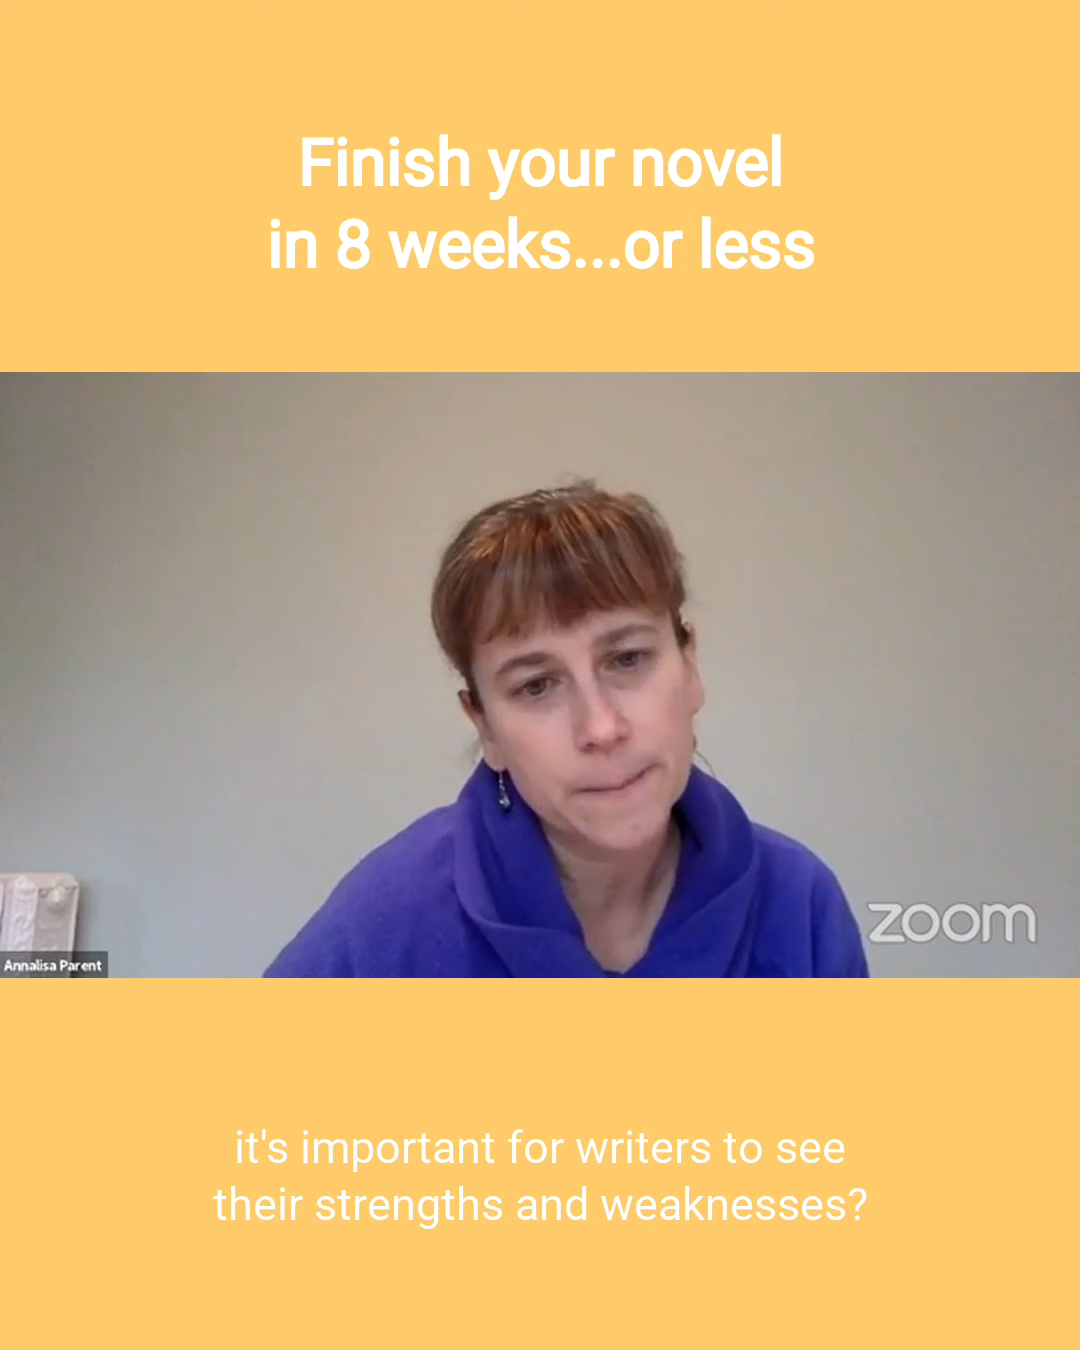 Finish your novel
in 8 weeks...or less
zoom
Annalisa Parent
it's important for writers to see
their strengths and weaknesses?